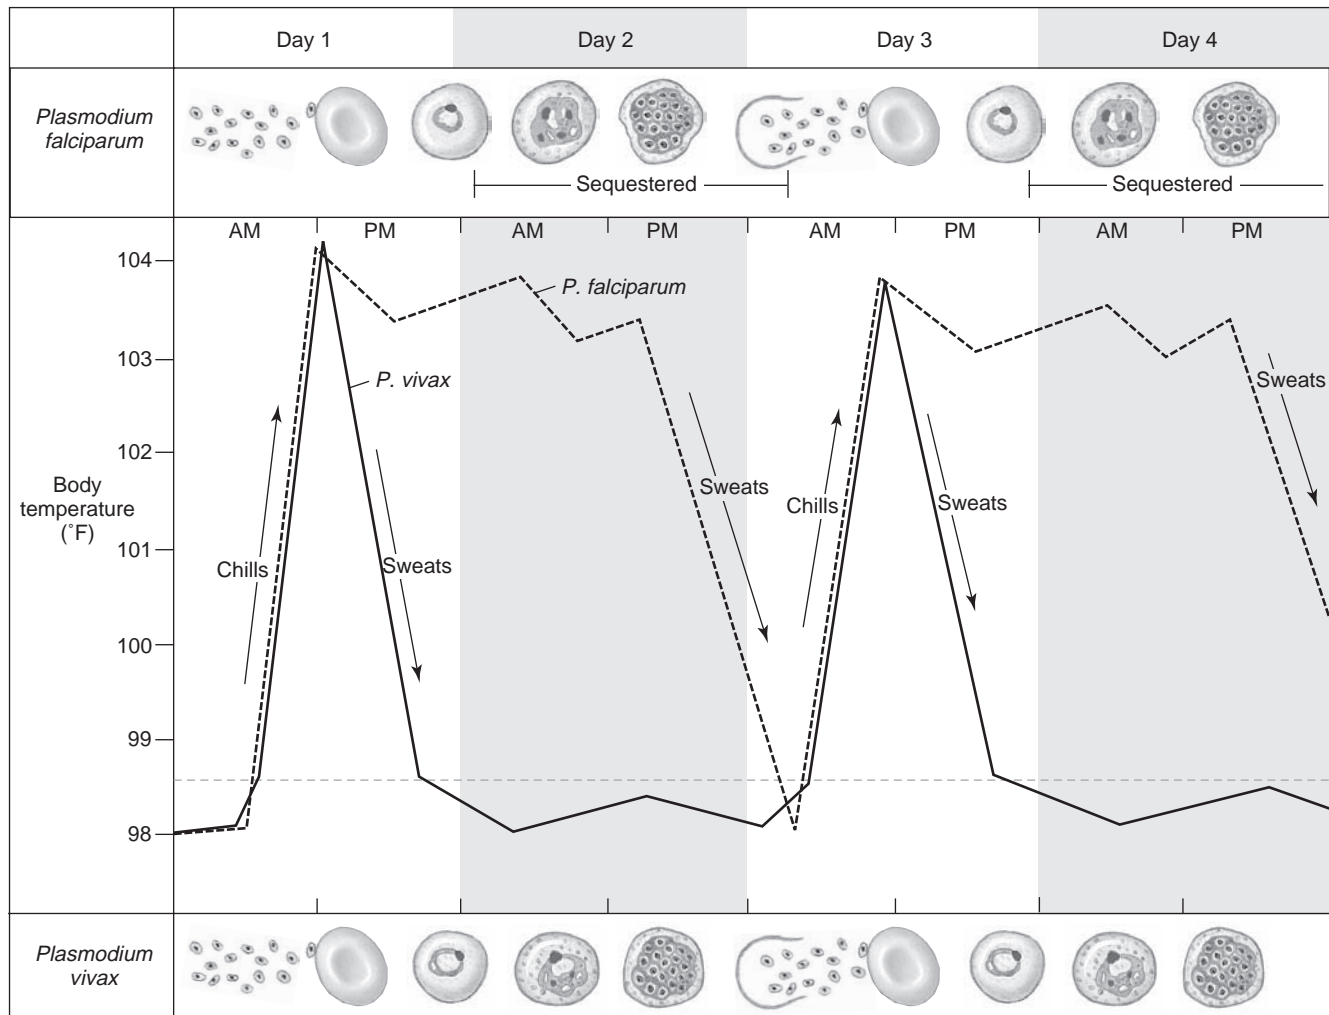 Day 1 Day 2 Day 3 Day 4
Plasmodium
falciparum
Sequestered Sequestered
AM PM AM PM AM PM AM PM
104
P. falciparum
103
P. vivax
Sweats
102
Body
temperature
(˚F)
Sweats
Chills
Sweats
101
Chills
Sweats
100
99
98
Plasmodium
vivax